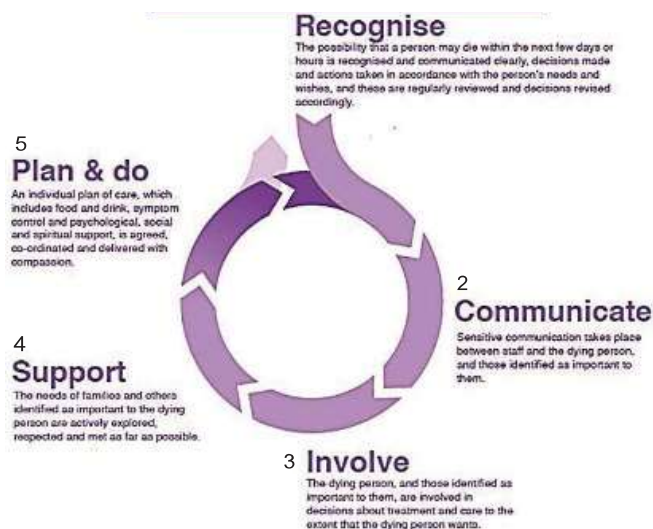 Recognise
The possibility that a person may die within the next few days or
hours is recognised and communicated clearly, decisions made
and actions taken in accordance with the person's needs and
wishes, and these are regularly reviewed and decisions revised
accordingly.
2
Communicate
Sensitive communication takes place
between staff and the dying person,
and those identified as important to
them.
3 Involve
The dying person, and those identified as
important to them, are involved in
decisions about treatment and care to the
extent that the dying person wants.
4
Support
The needs of families and others
identified as important to the dying
person are actively explored,
respected and met as far as possible.
5
Plan & do
An individual plan of care, which
includes food and drink, symptom
control and psychological, social
and spiritual support, is agreed,
co-ordinated and delivered with
compassion.